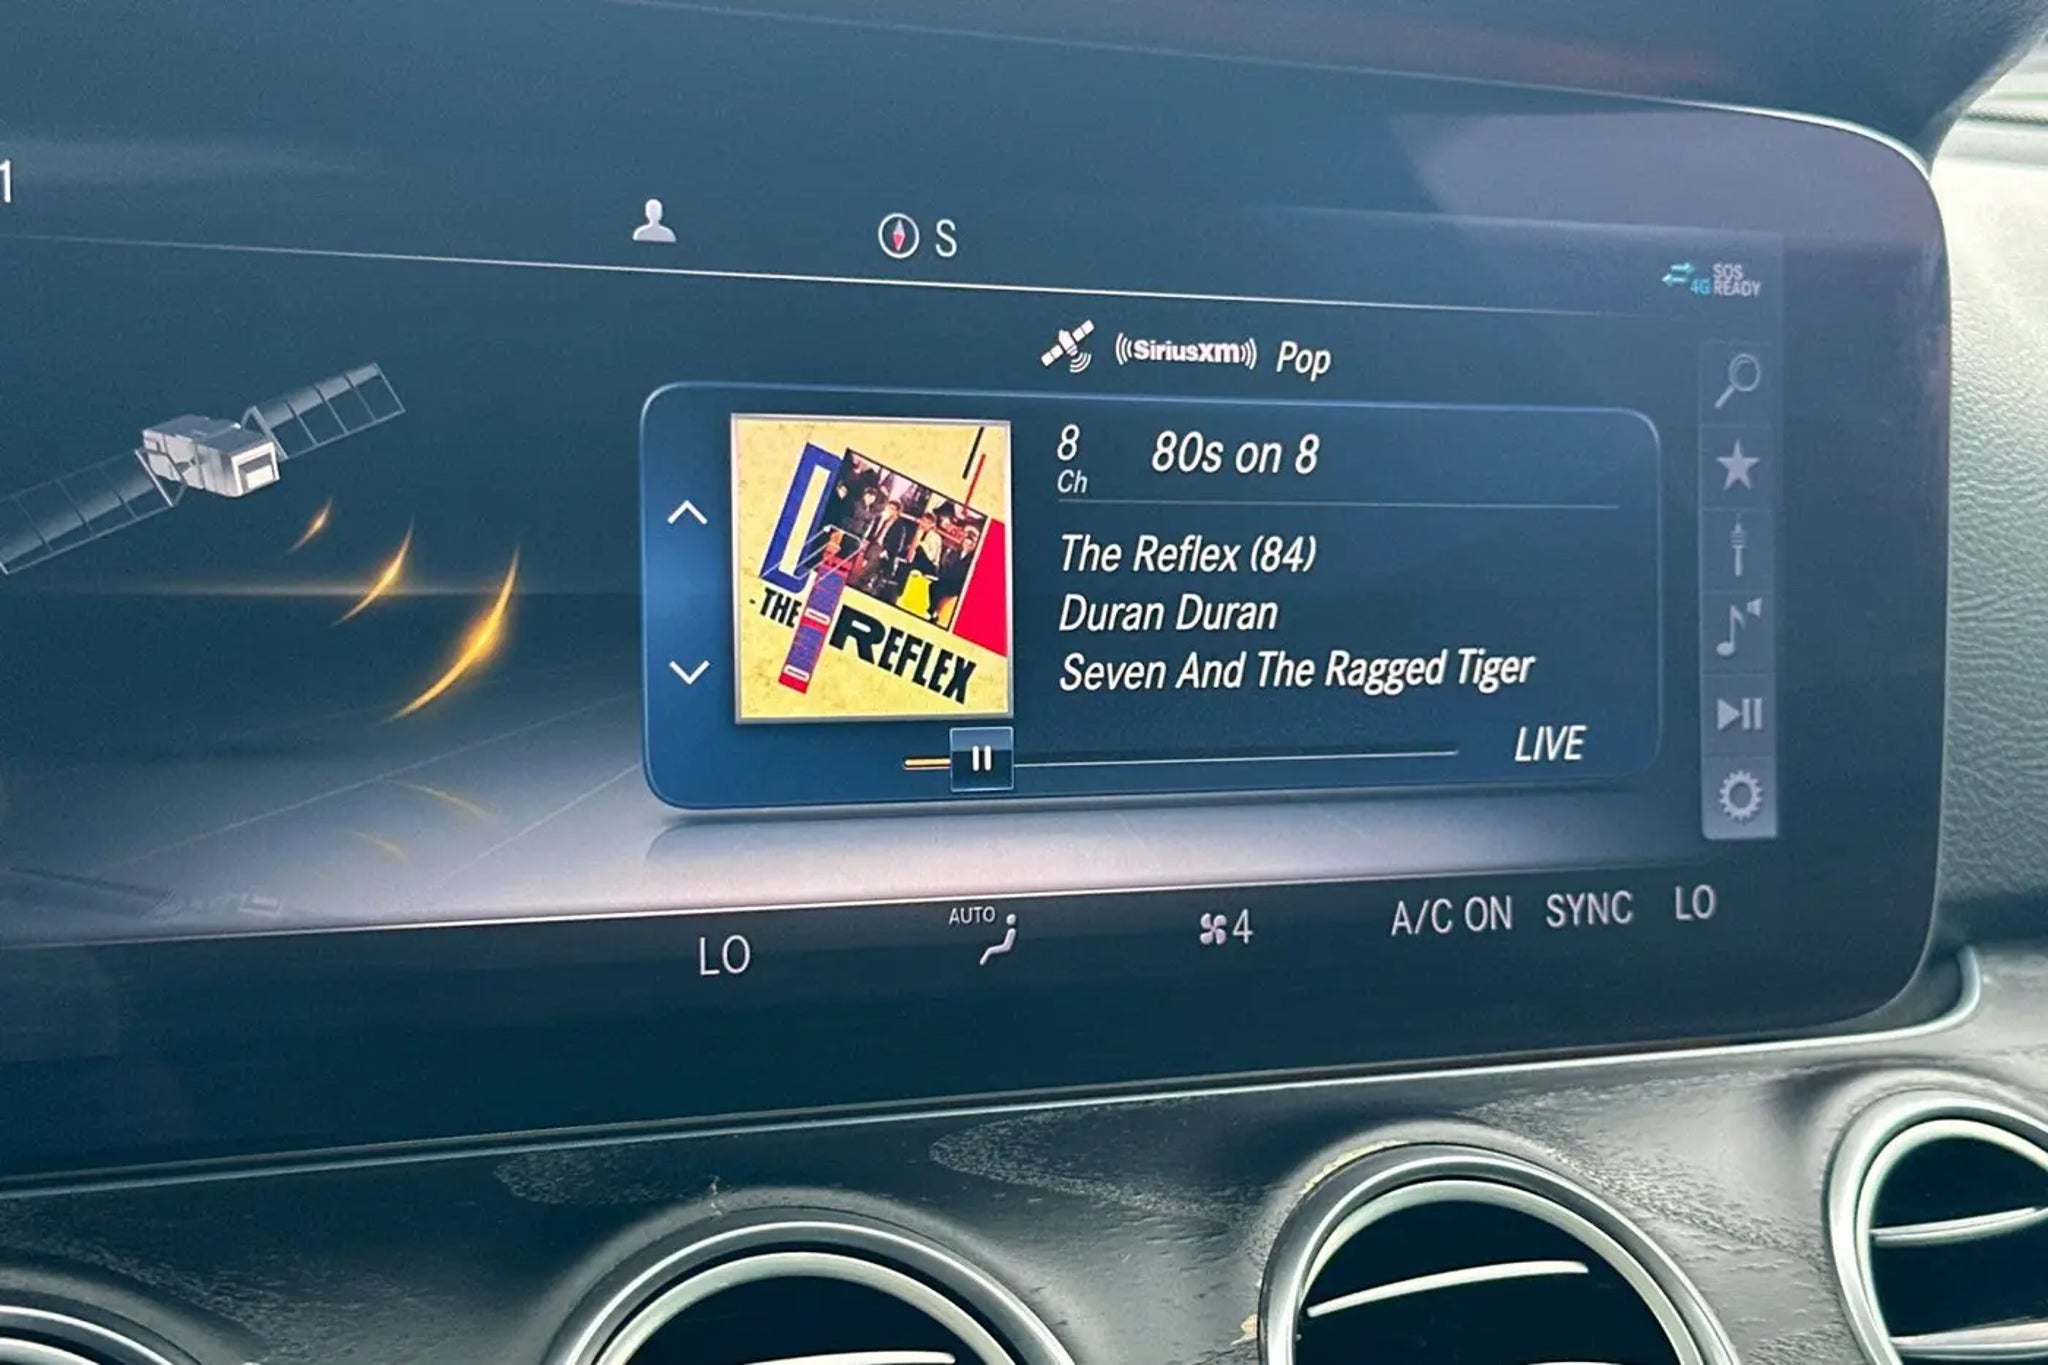 1
S
4G SOS
READY
((SiriusXM)) Pop
8 80s on 8
Ch
THE REFLEX
The Reflex (84)
Duran Duran
Seven And The Ragged Tiger
LIVE
LO
AUTO
4
A/C ON SYNC LO